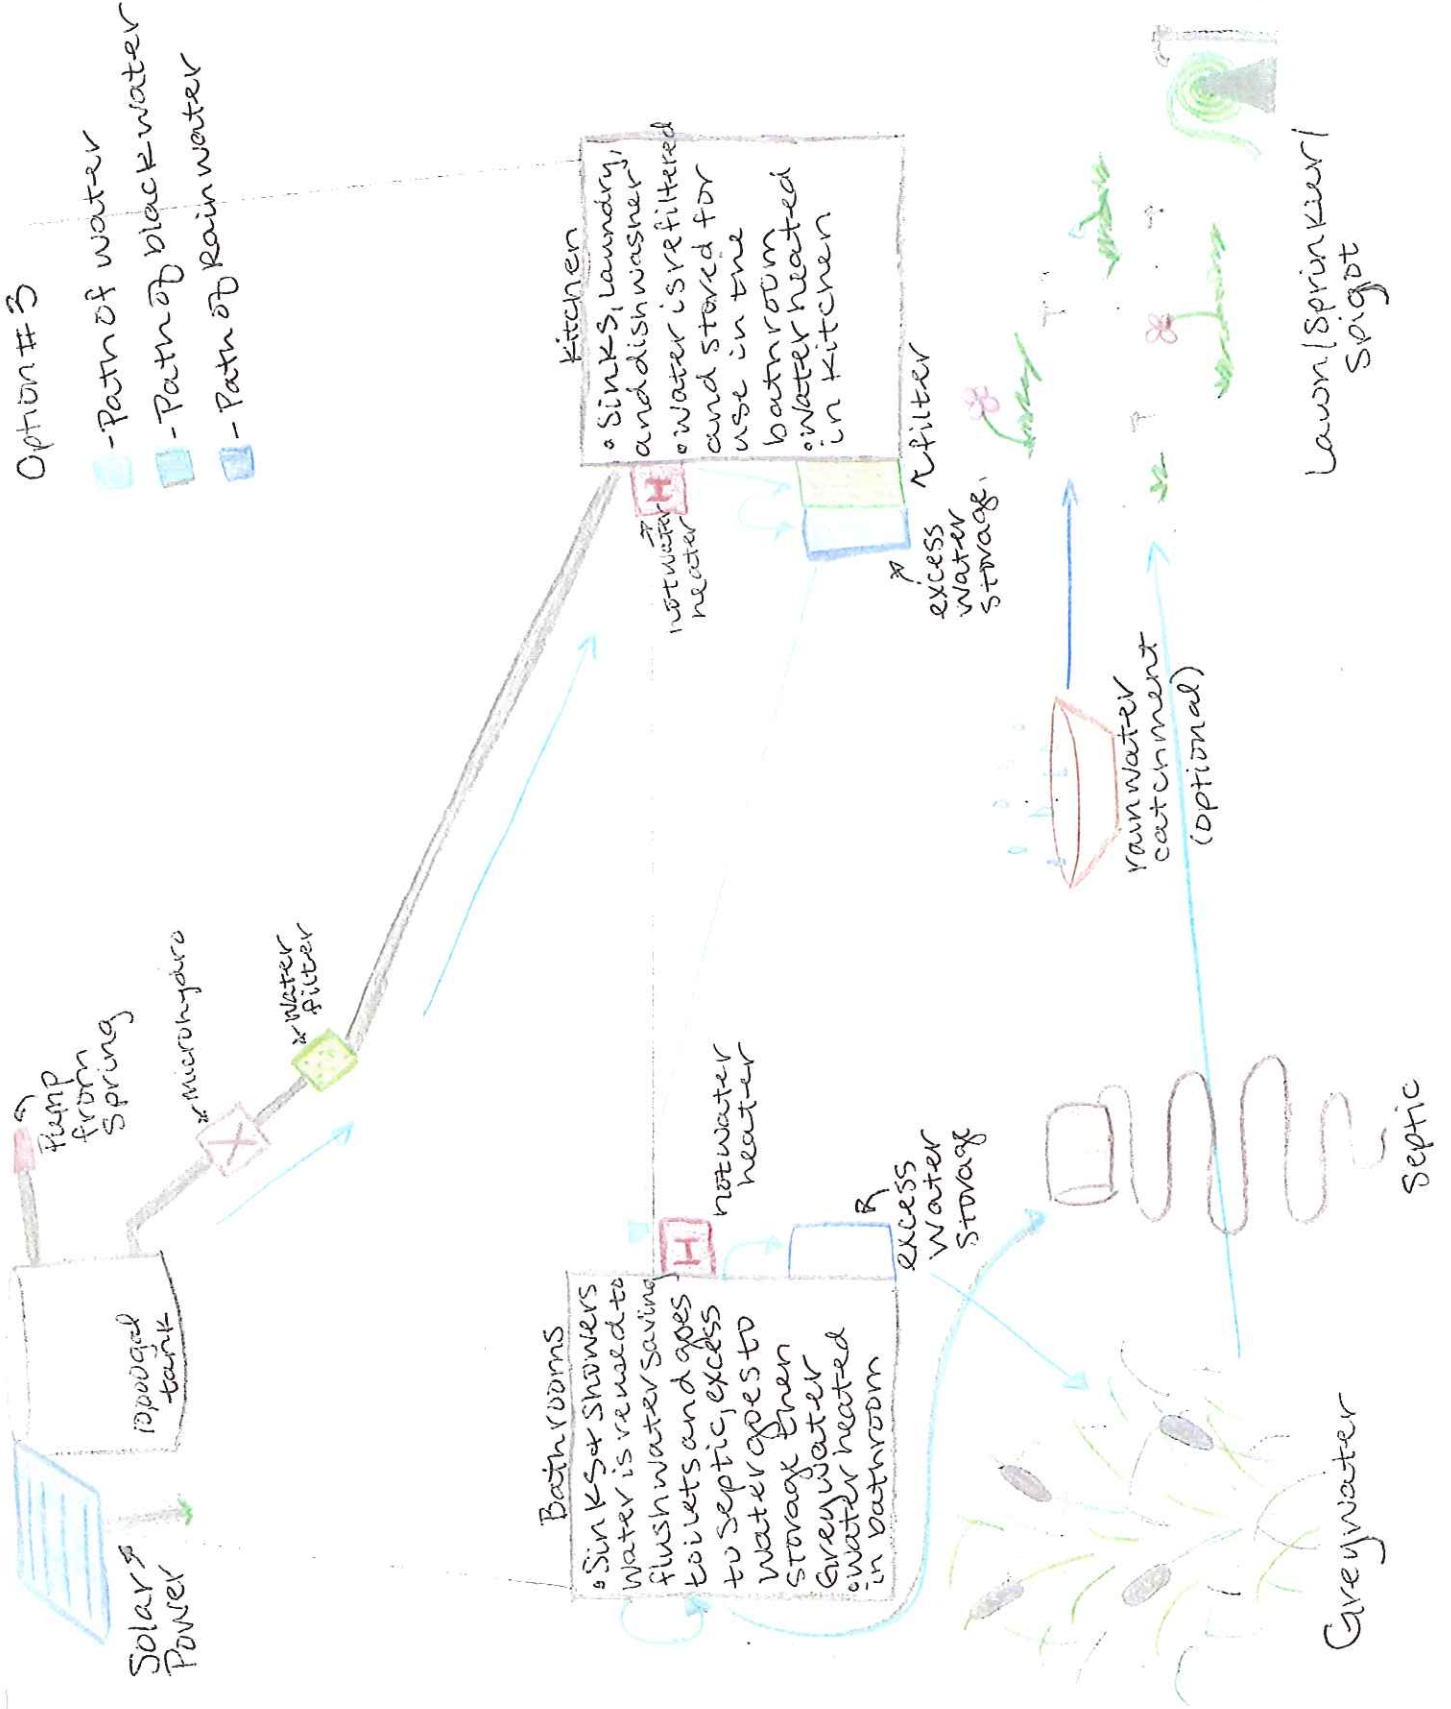 Option #3
- Path of water
- Path of black water
- Path of Rainwater
Pump
from
Spring
Microhydro
Water
filter
1000gal
tank
Solar
Power
Kitchen
• Sinks, laundry,
and dishwasher
• Water is refiltered
and stored for
use in the
bathroom
• Water heated
in Kitchen
H
hot water
heater
filter
excess
water
storage.
Bathrooms
• Sinks + Showers
Water is reused to
flush water saving
toilets and goes
to septic, excess
water goes to
storage then
Greywater
• Water heated
in bathroom
H
hot water
heater
excess
water
storage
rainwater
catchment
(optional)
Lawn/Sprinkler/
Spigot
Septic
Greywater